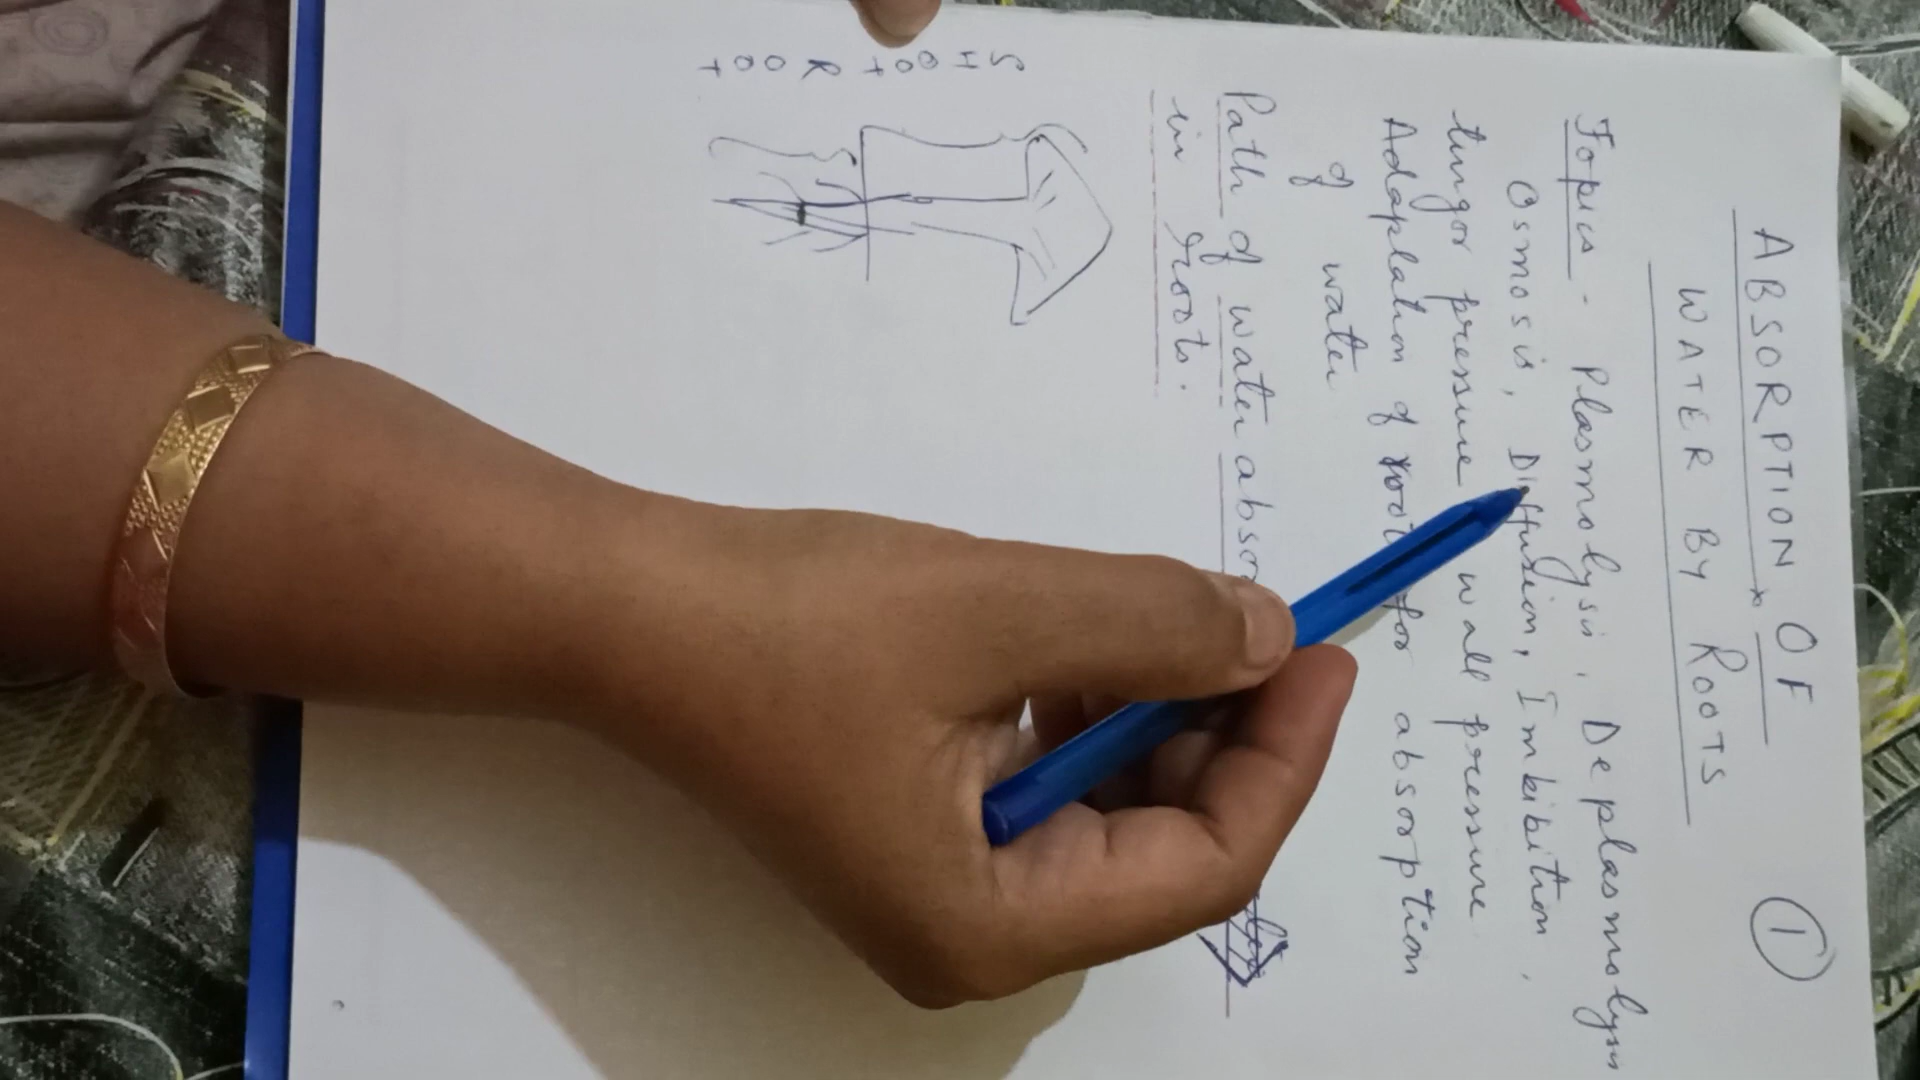 ABSORPTION OF
WATER BY ROOTS
1
Topics - Plasmolysis, Deplasmolysis
Osmosis, Diffusion, Imbibition,
turgor pressure wall pressure
Adaptation of root for absorption
of water
Path of water
in roots.
SHOOT
ROOT